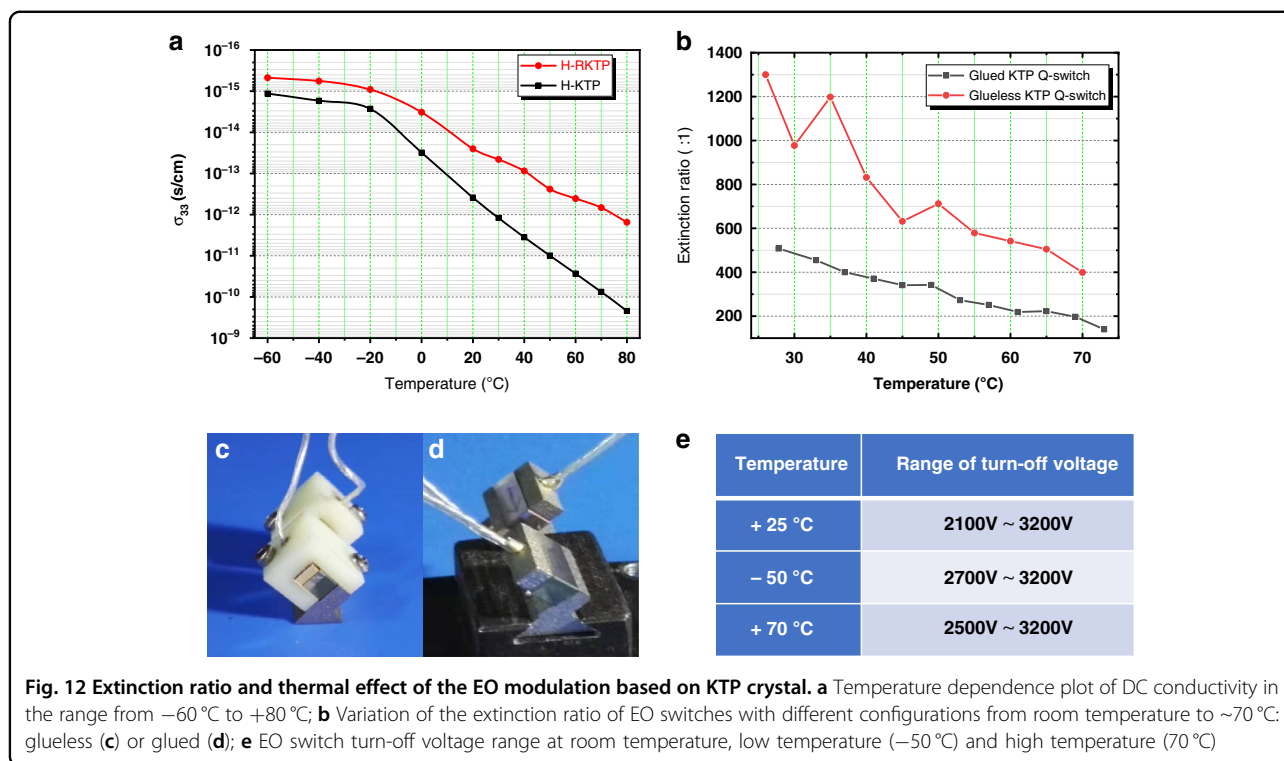 a
10⁻¹⁶
10⁻¹⁵
10⁻¹⁴
10⁻¹³
10⁻¹²
10⁻¹¹
10⁻¹⁰
10⁻⁹
σ₃₃ (s/cm)
H-RKTP
H-KTP
−60 −40 −20 0 20 40 60 80
Temperature (°C)
b
1400
1200
1000
800
600
400
200
Extinction ratio ( :1)
Glued KTP Q-switch
Glueless KTP Q-switch
30 40 50 60 70
Temperature (°C)
c
d
e
Temperature Range of turn-off voltage
+ 25 °C 2100V ~ 3200V
− 50 °C 2700V ~ 3200V
+ 70 °C 2500V ~ 3200V
Fig. 12 Extinction ratio and thermal effect of the EO modulation based on KTP crystal. a Temperature dependence plot of DC conductivity in
the range from −60 °C to +80 °C; b Variation of the extinction ratio of EO switches with different configurations from room temperature to ~70 °C:
glueless (c) or glued (d); e EO switch turn-off voltage range at room temperature, low temperature (−50 °C) and high temperature (70 °C)